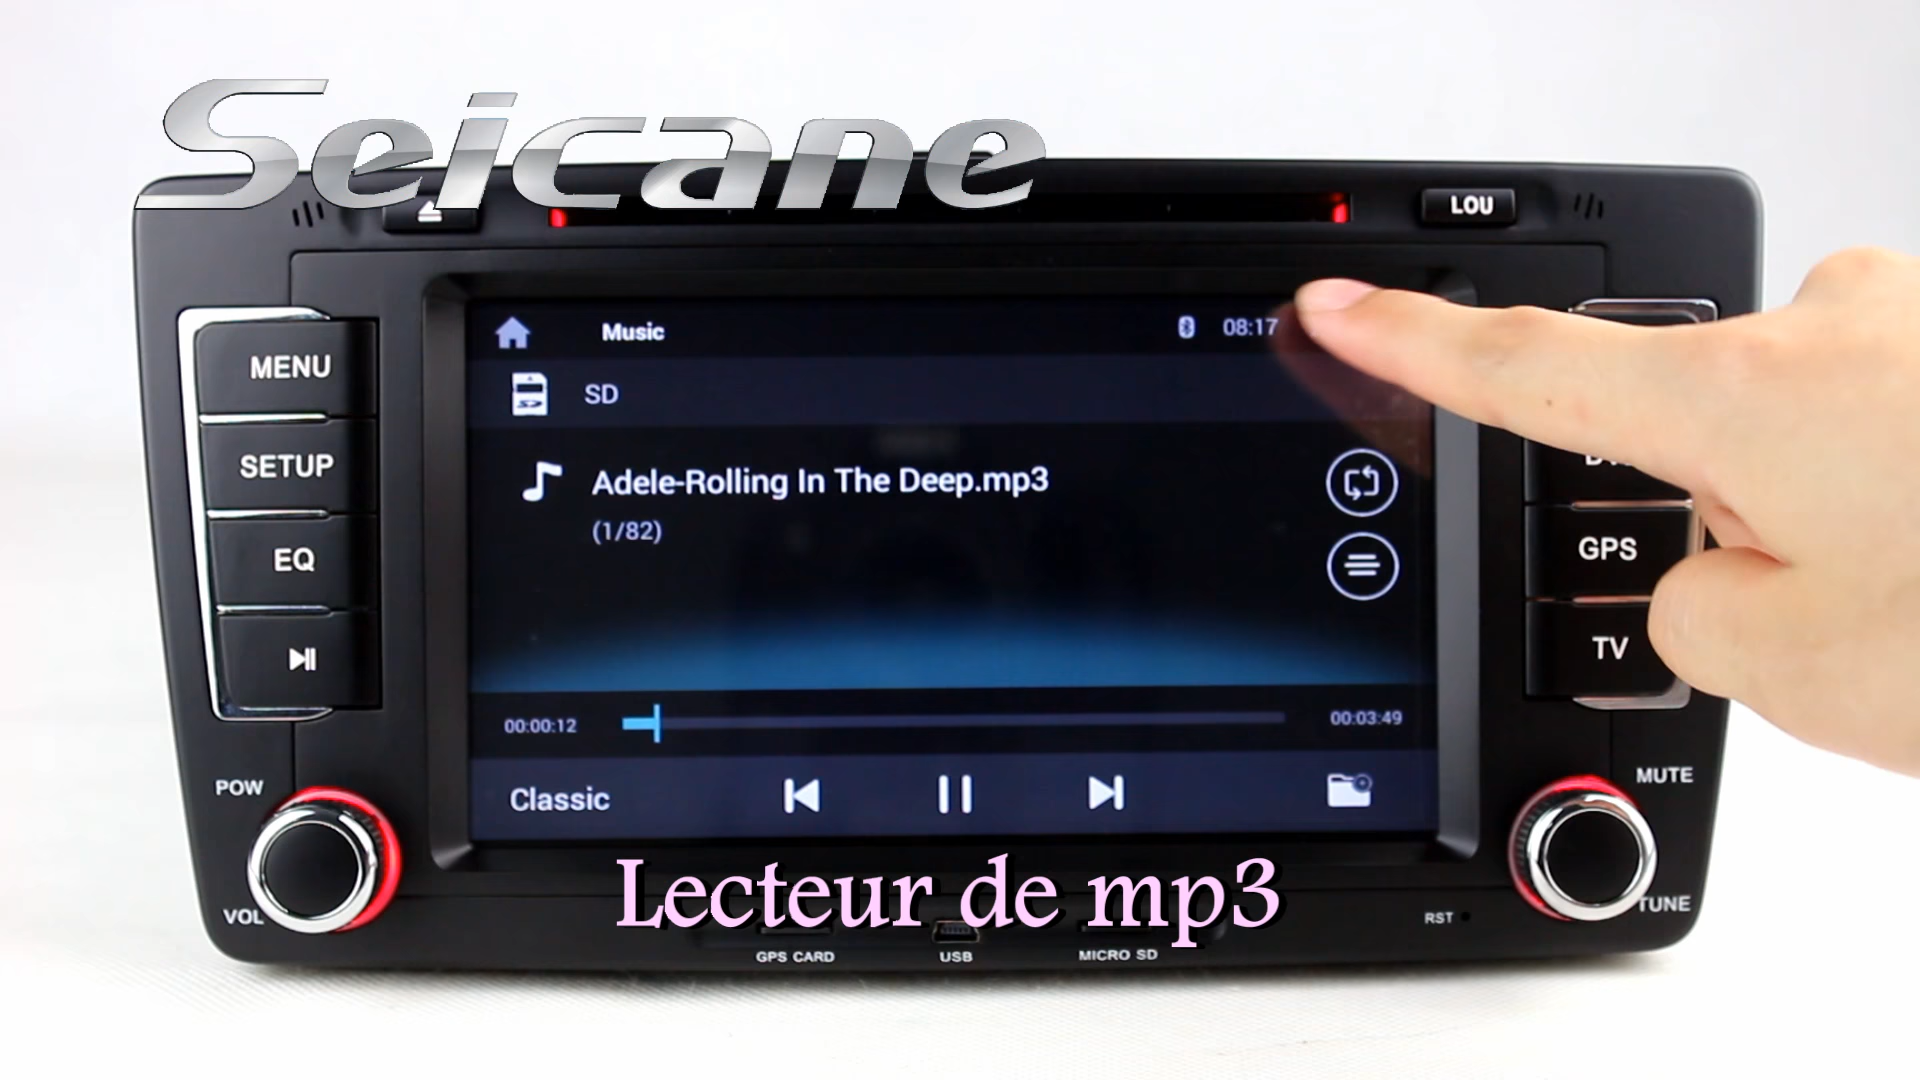 Seicane
LOU
Music
08:17
SD
Adele-Rolling In The Deep.mp3
(1/82)
00:00:12
00:03:49
Classic
MENU
SETUP
EQ
GPS
TV
POW
VOL
MUTE
TUNE
RST
Lecteur de mp3
GPS CARD
USB
MICRO SD